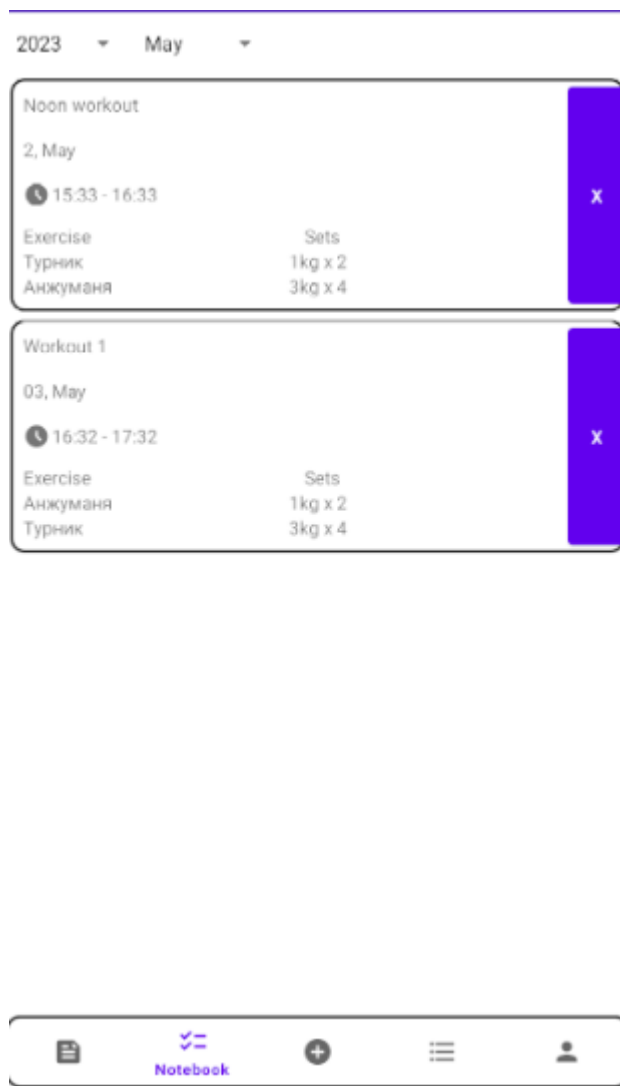 2023 May
Noon workout
2, May
15:33 - 16:33
X
Exercise Sets
Турник 1kg x 2
Анжуманя 3kg x 4
Workout 1
03, May
16:32 - 17:32
X
Exercise Sets
Анжуманя 1kg x 2
Турник 3kg x 4
Notebook